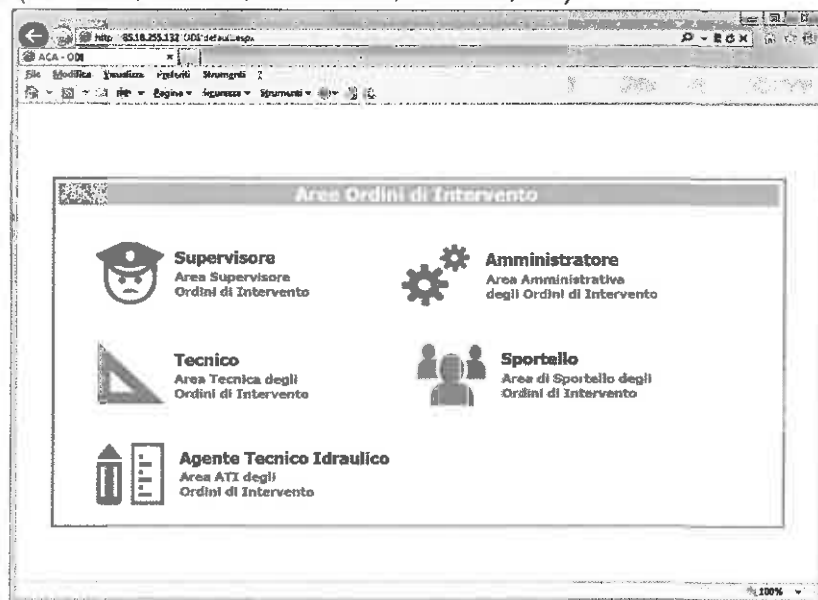 ACA - ODI
File Modifica Visualizza Preferiti Strumenti ?
Pagina Sicurezza Strumenti
Aree Ordini di Intervento
Supervisore
Area Supervisore
Ordini di Intervento
Amministratore
Area Amministrativa
degli Ordini di Intervento
Tecnico
Area Tecnica degli
Ordini di Intervento
Sportello
Area di Sportello degli
Ordini di Intervento
Agente Tecnico Idraulico
Area ATI degli
Ordini di Intervento
100%